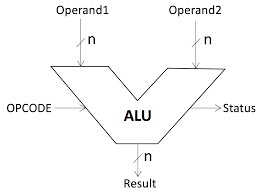 Operand1 Operand2
n n
OPCODE ALU Status
n
Result